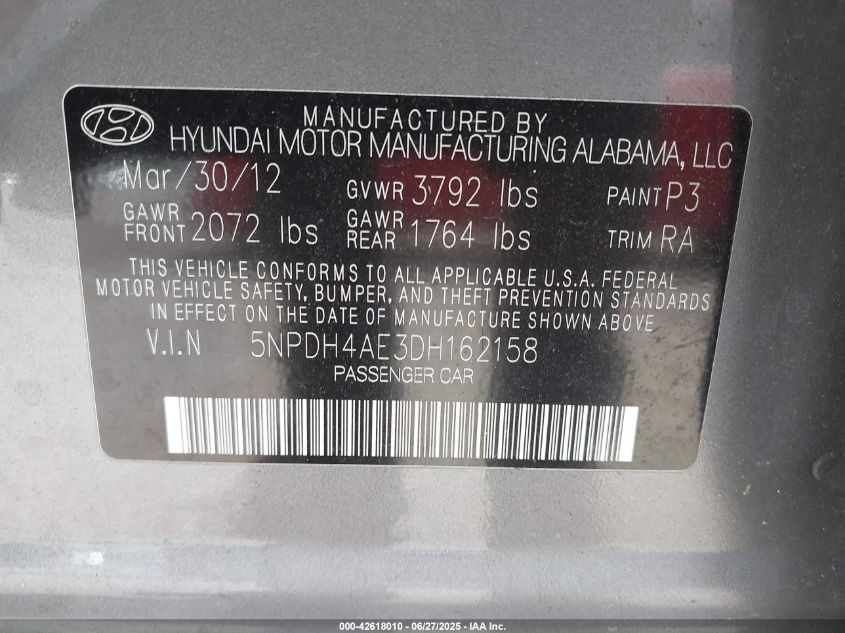 MANUFACTURED BY
HYUNDAI MOTOR MANUFACTURING ALABAMA, LLC
Mar/30/12 GVWR 3792 lbs PAINT P3
GAWR FRONT 2072 lbs GAWR REAR 1764 lbs TRIM RA
THIS VEHICLE CONFORMS TO ALL APPLICABLE U.S.A. FEDERAL
MOTOR VEHICLE SAFETY, BUMPER, AND THEFT PREVENTION STANDARDS
IN EFFECT ON THE DATE OF MANUFACTURE SHOWN ABOVE
V.I.N 5NPDH4AE3DH162158
PASSENGER CAR
000-42618010 • 06/27/2025 • IAA Inc.